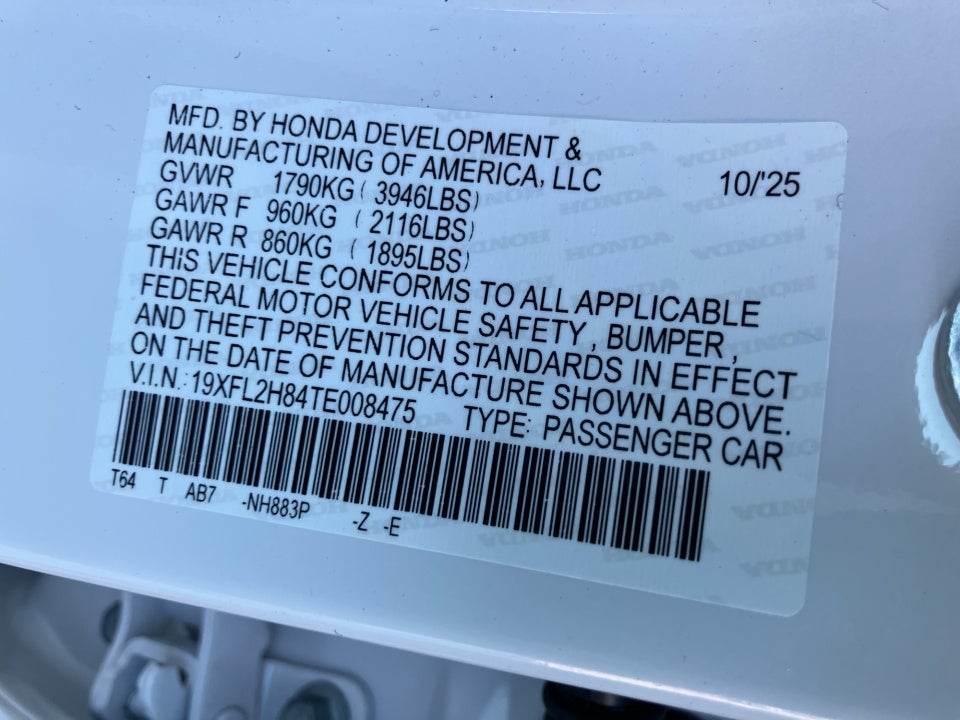 MFD. BY HONDA DEVELOPMENT &
MANUFACTURING OF AMERICA, LLC 10/'25
GVWR 1790KG ( 3946LBS)
GAWR F 960KG ( 2116LBS)
GAWR R 860KG ( 1895LBS)
THiS VEHICLE CONFORMS TO ALL APPLICABLE
FEDERAL MOTOR VEHICLE SAFETY , BUMPER ,
AND THEFT PREVENTION STANDARDS IN EFFECT
ON THE DATE OF MANUFACTURE SHOWN ABOVE.
V.I.N.: 19XFL2H84TE008475 TYPE: PASSENGER CAR
T64 T AB7 -NH883P -Z -E